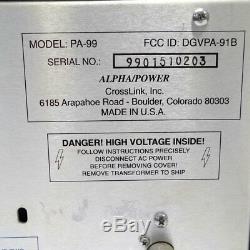 MODEL: PA-99 FCC ID: DGVPA-91B
SERIAL NO.: 9901510203
ALPHA/POWER
CrossLink, Inc.
6185 Arapahoe Road - Boulder, Colorado 80303
MADE IN U.S.A.
DANGER! HIGH VOLTAGE INSIDE!
FOLLOW INSTRUCTIONS PRECISELY
DISCONNECT AC POWER
BEFORE REMOVING COVER!
REMOVE TRANSFORMER TO SHIP